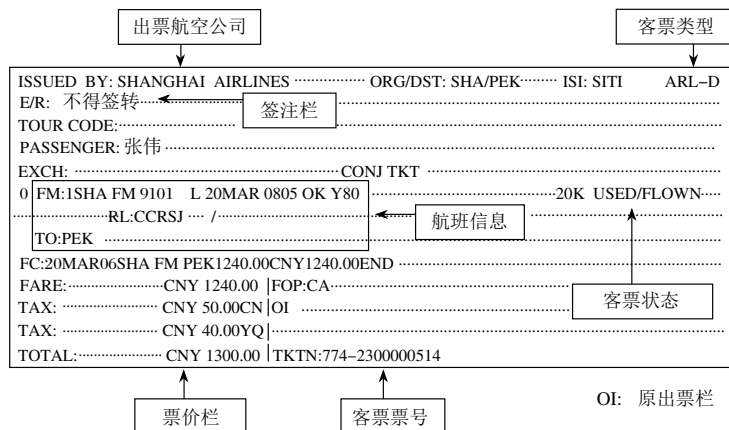 出票航空公司
客票类型
ISSUED BY: SHANGHAI AIRLINES ORG/DST: SHA/PEK ISI: SITI ARL-D
E/R: 不得签转
签注栏
TOUR CODE:
PASSENGER: 张伟
EXCH: CONJ TKT
0 FM:1SHA FM 9101 L 20MAR 0805 OK Y80 20K USED/FLOWN
RL:CCRSJ /
航班信息
TO:PEK
FC:20MAR06SHA FM PEK1240.00CNY1240.00END
FARE: CNY 1240.00 FOP:CA
客票状态
TAX: CNY 50.00CN OI
TAX: CNY 40.00YQ
TOTAL: CNY 1300.00 TKTN:774-2300000514
票价栏
客票票号
OI: 原出票栏